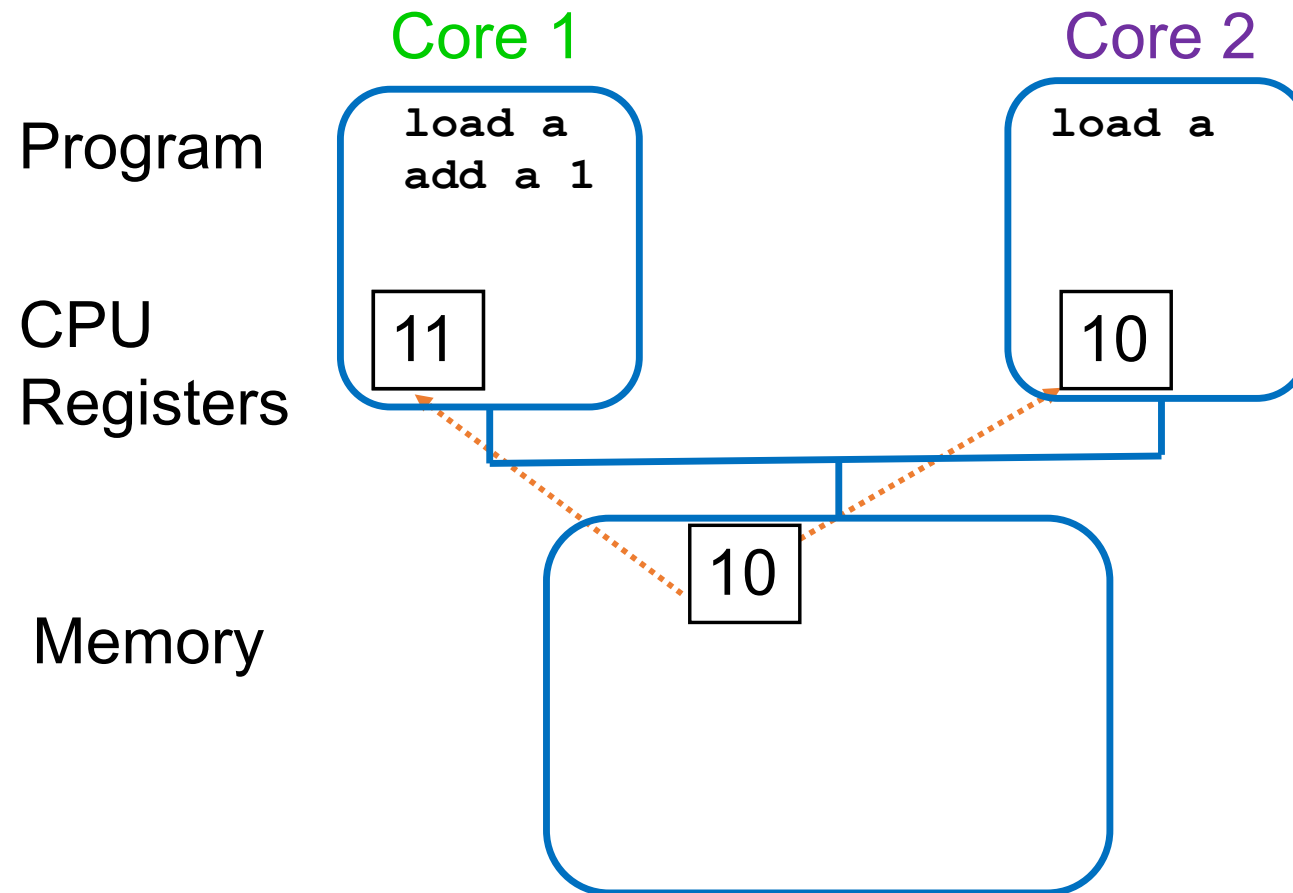 Core 1
Core 2
Program
load a
add a 1
load a
CPU
Registers
11
10
10
Memory